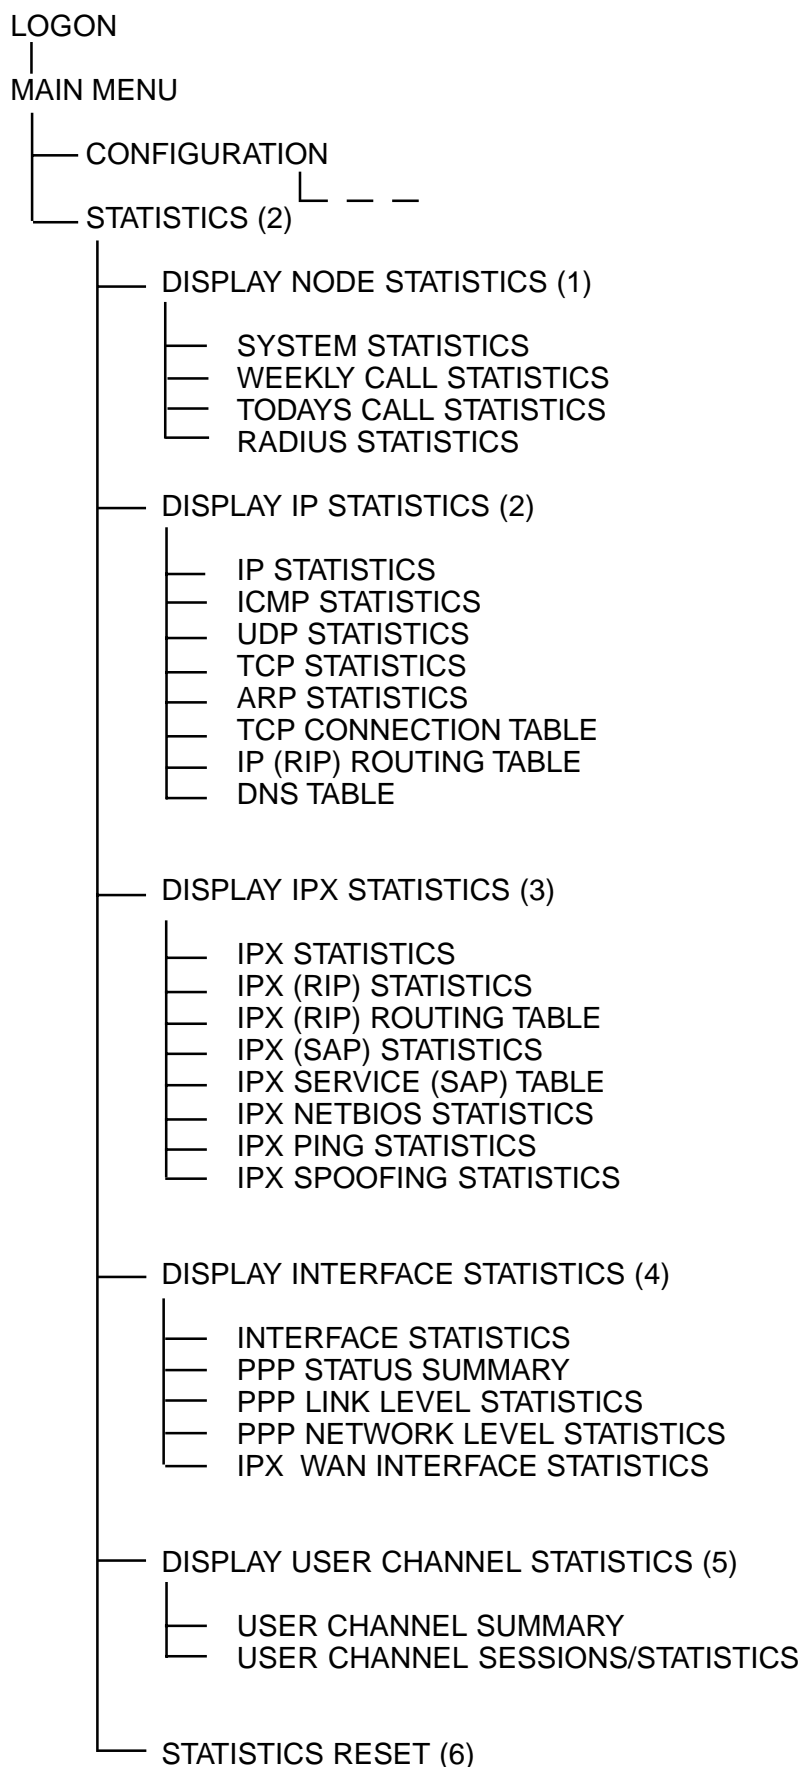 LOGON
MAIN MENU
CONFIGURATION
STATISTICS (2)
DISPLAY NODE STATISTICS (1)
SYSTEM STATISTICS
WEEKLY CALL STATISTICS
TODAYS CALL STATISTICS
RADIUS STATISTICS
DISPLAY IP STATISTICS (2)
IP STATISTICS
ICMP STATISTICS
UDP STATISTICS
TCP STATISTICS
ARP STATISTICS
TCP CONNECTION TABLE
IP (RIP) ROUTING TABLE
DNS TABLE
DISPLAY IPX STATISTICS (3)
IPX STATISTICS
IPX (RIP) STATISTICS
IPX (RIP) ROUTING TABLE
IPX (SAP) STATISTICS
IPX SERVICE (SAP) TABLE
IPX NETBIOS STATISTICS
IPX PING STATISTICS
IPX SPOOFING STATISTICS
DISPLAY INTERFACE STATISTICS (4)
INTERFACE STATISTICS
PPP STATUS SUMMARY
PPP LINK LEVEL STATISTICS
PPP NETWORK LEVEL STATISTICS
IPX  WAN INTERFACE STATISTICS
DISPLAY USER CHANNEL STATISTICS (5)
USER CHANNEL SUMMARY
USER CHANNEL SESSIONS/STATISTICS
STATISTICS RESET (6)